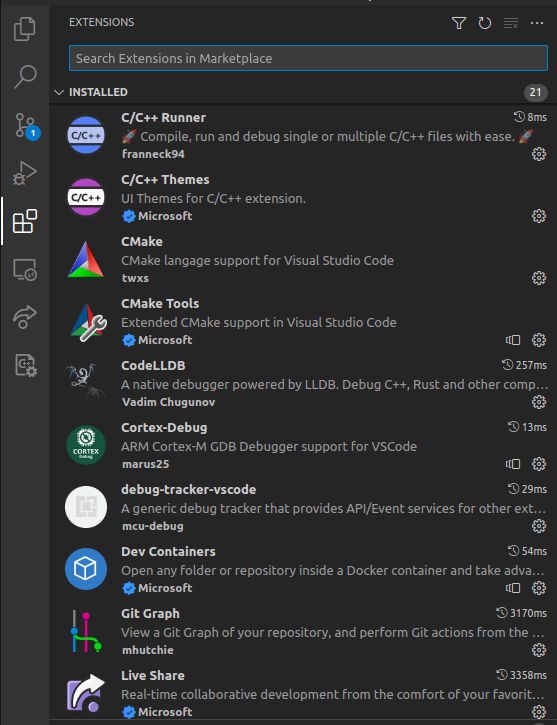 EXTENSIONS
Search Extensions in Marketplace
INSTALLED 21
C/C++ Runner 8ms
🚀 Compile, run and debug single or multiple C/C++ files with ease. 🚀
franneck94
C/C++ Themes
UI Themes for C/C++ extension.
Microsoft
CMake
CMake langage support for Visual Studio Code
twxs
CMake Tools
Extended CMake support in Visual Studio Code
Microsoft
CodeLLDB 257ms
A native debugger powered by LLDB. Debug C++, Rust and other comp...
Vadim Chugunov
Cortex-Debug 13ms
ARM Cortex-M GDB Debugger support for VSCode
marus25
debug-tracker-vscode 29ms
A generic debug tracker that provides API/Event services for other ext...
mcu-debug
Dev Containers 54ms
Open any folder or repository inside a Docker container and take adva...
Microsoft
Git Graph 3170ms
View a Git Graph of your repository, and perform Git actions from the ...
mhutchie
Live Share 3358ms
Real-time collaborative development from the comfort of your favorit...
Microsoft
1
C/C++
C/C++
CORTEX
Debug